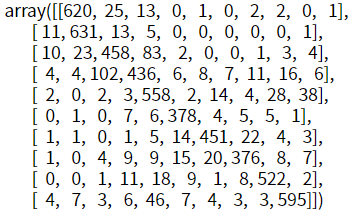 array([[620, 25, 13, 0, 1, 0, 2, 2, 0, 1],
[ 11, 631, 13, 5, 0, 0, 0, 0, 0, 1],
[ 10, 23, 458, 83, 2, 0, 0, 1, 3, 4],
[ 4, 4, 102, 436, 6, 8, 7, 11, 16, 6],
[ 2, 0, 2, 3, 558, 2, 14, 4, 28, 38],
[ 0, 1, 0, 7, 6, 378, 4, 5, 5, 1],
[ 1, 1, 0, 1, 5, 14, 451, 22, 4, 3],
[ 1, 0, 4, 9, 9, 15, 20, 376, 8, 7],
[ 0, 0, 1, 11, 18, 9, 1, 8, 522, 2],
[ 4, 7, 3, 6, 46, 7, 4, 3, 3, 595]])